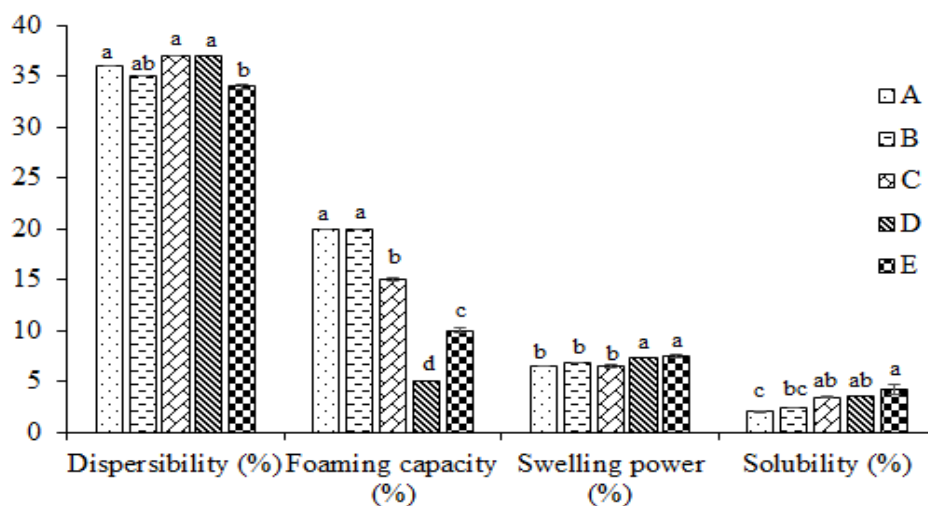 40
35
30
25
20
15
10
5
0
a ab a a b
a a b d c
b b b a a
c bc ab ab a
A
B
C
D
E
Dispersibility (%) Foaming capacity (%) Swelling power (%) Solubility (%)